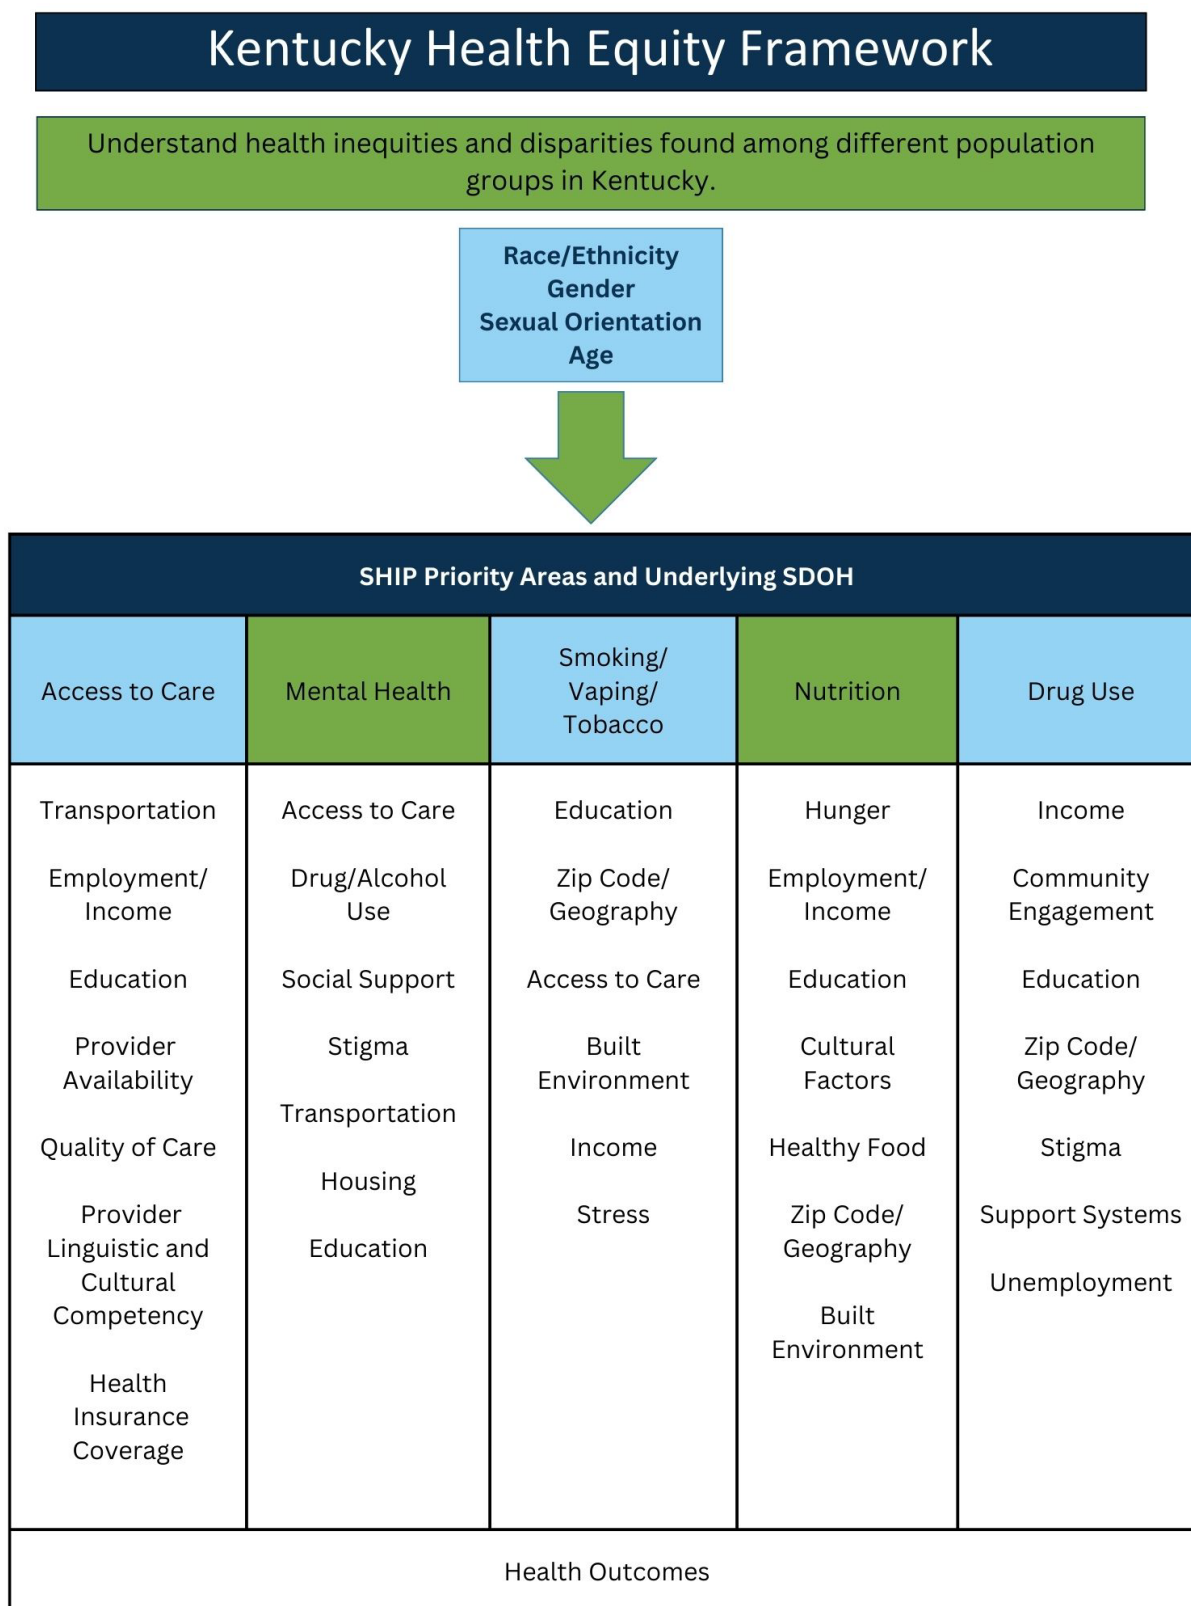 Kentucky Health Equity Framework
Understand health inequities and disparities found among different population
groups in Kentucky.
Race/Ethnicity
Gender
Sexual Orientation
Age
SHIP Priority Areas and Underlying SDOH
Access to Care
Mental Health
Smoking/
Vaping/
Tobacco
Nutrition
Drug Use
Transportation
Employment/
Income
Education
Provider
Availability
Quality of Care
Provider
Linguistic and
Cultural
Competency
Health
Insurance
Coverage
Access to Care
Drug/Alcohol
Use
Social Support
Stigma
Transportation
Housing
Education
Education
Zip Code/
Geography
Access to Care
Built
Environment
Income
Stress
Hunger
Employment/
Income
Education
Cultural
Factors
Healthy Food
Zip Code/
Geography
Built
Environment
Income
Community
Engagement
Education
Zip Code/
Geography
Stigma
Support Systems
Unemployment
Health Outcomes